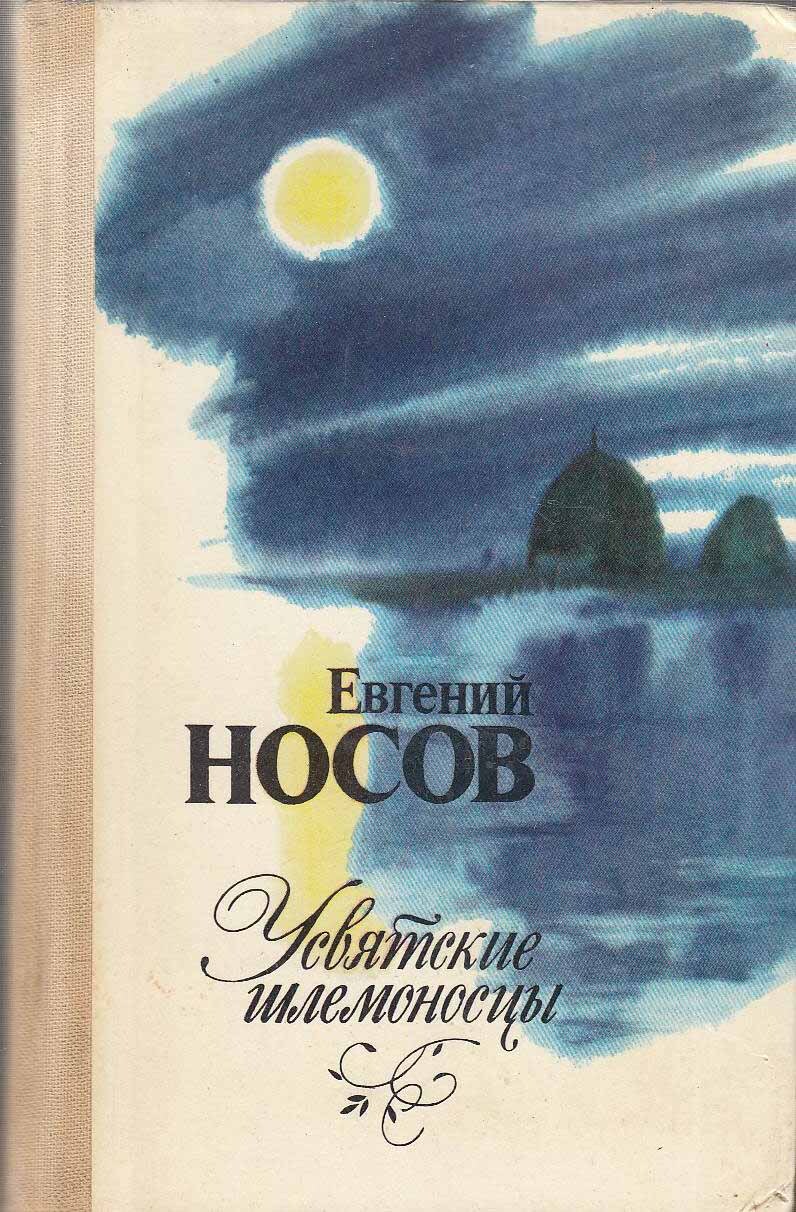 Евгений
НОСОВ
Усвятские
шлемоносцы